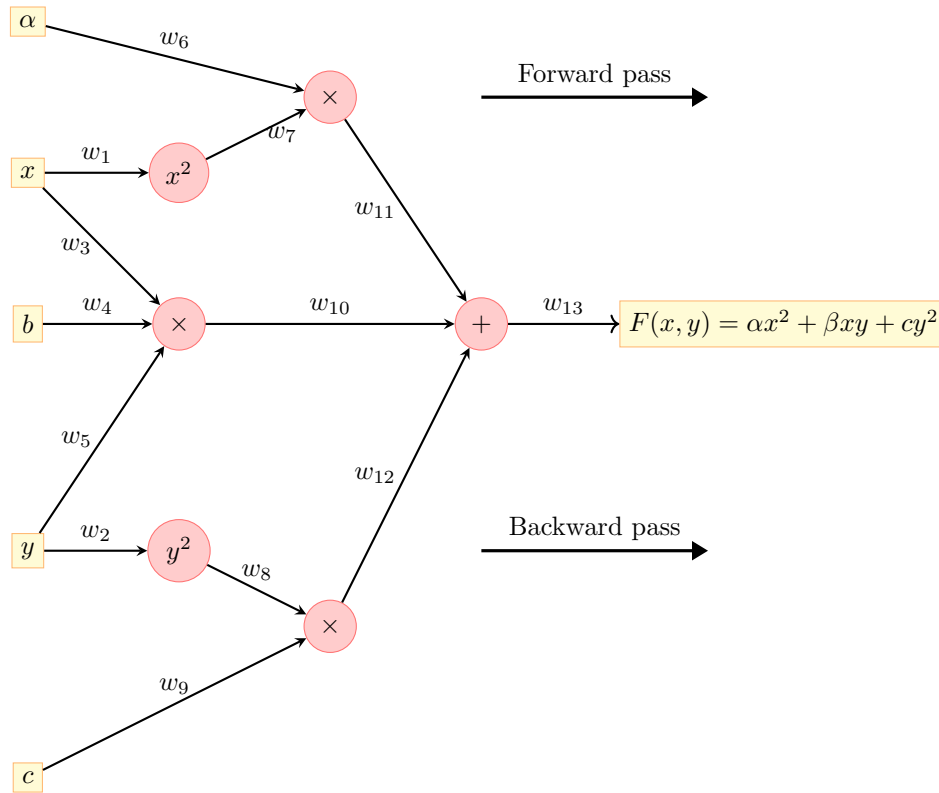 α
w₆
×
Forward pass
w₇
x
w₁
x²
w₁₁
w₃
b
w₄
×
w₁₀
+
w₁₃
F(x, y) = αx² + βxy + cy²
w₅
w₁₂
y
w₂
y²
w₈
Backward pass
×
w₉
c